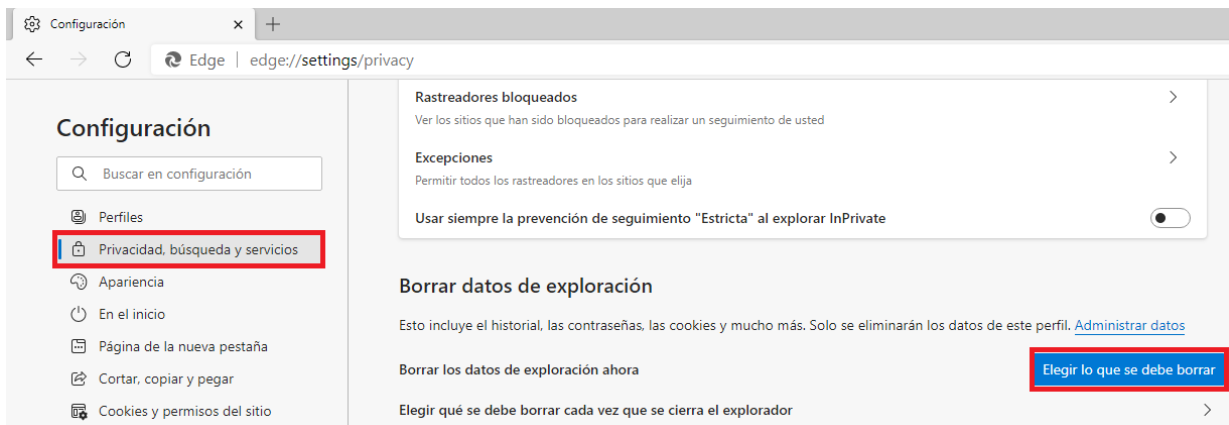 Configuración
Edge | edge://settings/privacy
Configuración
Buscar en configuración
Perfiles
Privacidad, búsqueda y servicios
Apariencia
En el inicio
Página de la nueva pestaña
Cortar, copiar y pegar
Cookies y permisos del sitio
Rastreadores bloqueados
Ver los sitios que han sido bloqueados para realizar un seguimiento de usted
Excepciones
Permitir todos los rastreadores en los sitios que elija
Usar siempre la prevención de seguimiento "Estricta" al explorar InPrivate
Borrar datos de exploración
Esto incluye el historial, las contraseñas, las cookies y mucho más. Solo se eliminarán los datos de este perfil. Administrar datos
Borrar los datos de exploración ahora
Elegir lo que se debe borrar
Elegir qué se debe borrar cada vez que se cierra el explorador